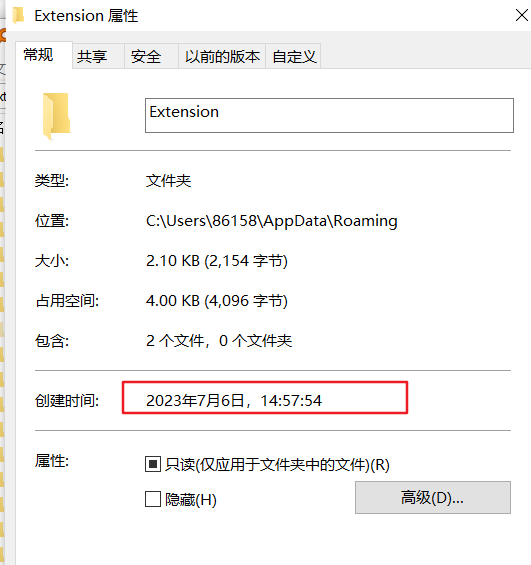 Extension 属性
常规 共享 安全 以前的版本 自定义
Extension
类型: 文件夹
位置: C:\Users\86158\AppData\Roaming
大小: 2.10 KB (2,154 字节)
占用空间: 4.00 KB (4,096 字节)
包含: 2 个文件，0 个文件夹
创建时间: 2023年7月6日，14:57:54
属性: 只读(仅应用于文件夹中的文件)(R)
隐藏(H) 高级(D)...